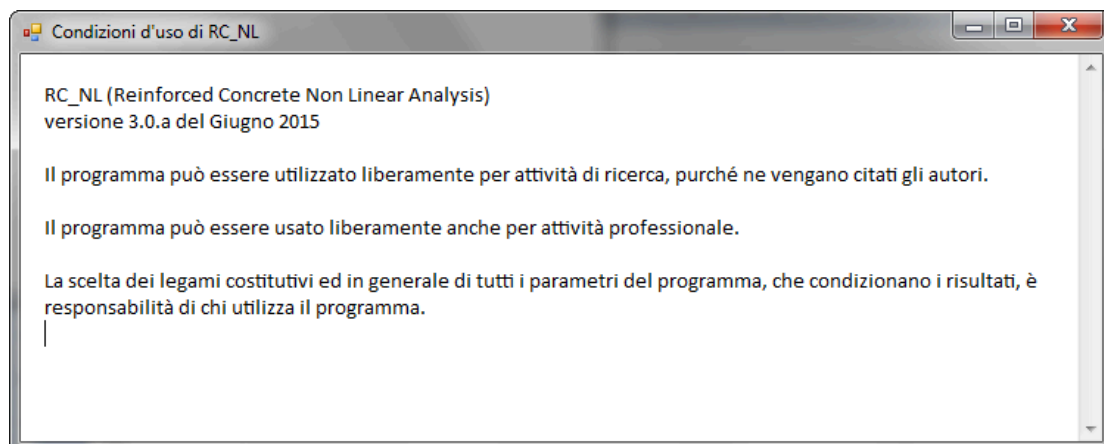 Condizioni d'uso di RC_NL
RC_NL (Reinforced Concrete Non Linear Analysis)
versione 3.0.a del Giugno 2015
Il programma può essere utilizzato liberamente per attività di ricerca, purché ne vengano citati gli autori.
Il programma può essere usato liberamente anche per attività professionale.
La scelta dei legami costitutivi ed in generale di tutti i parametri del programma, che condizionano i risultati, è
responsabilità di chi utilizza il programma.